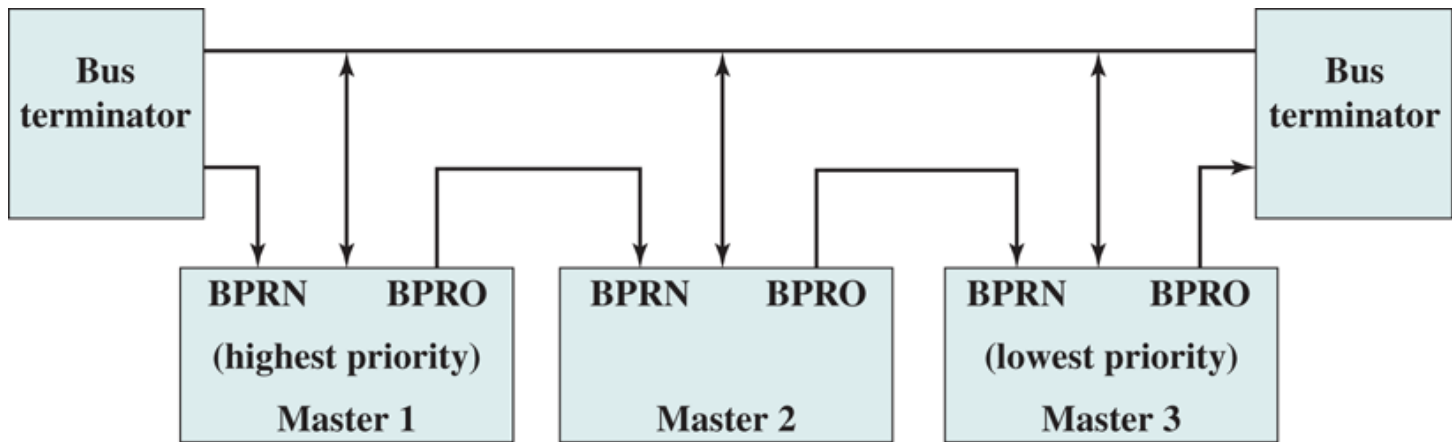 Bus
terminator
Bus
terminator
BPRN BPRO
(highest priority)
Master 1
BPRN BPRO
Master 2
BPRN BPRO
(lowest priority)
Master 3